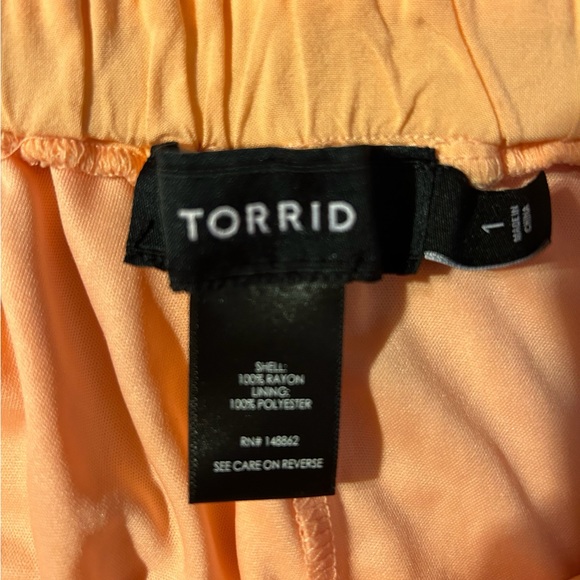 TORRID
1
MADE IN
CHINA
SHELL:
100% RAYON
LINING:
100% POLYESTER
RN# 148862
SEE CARE ON REVERSE